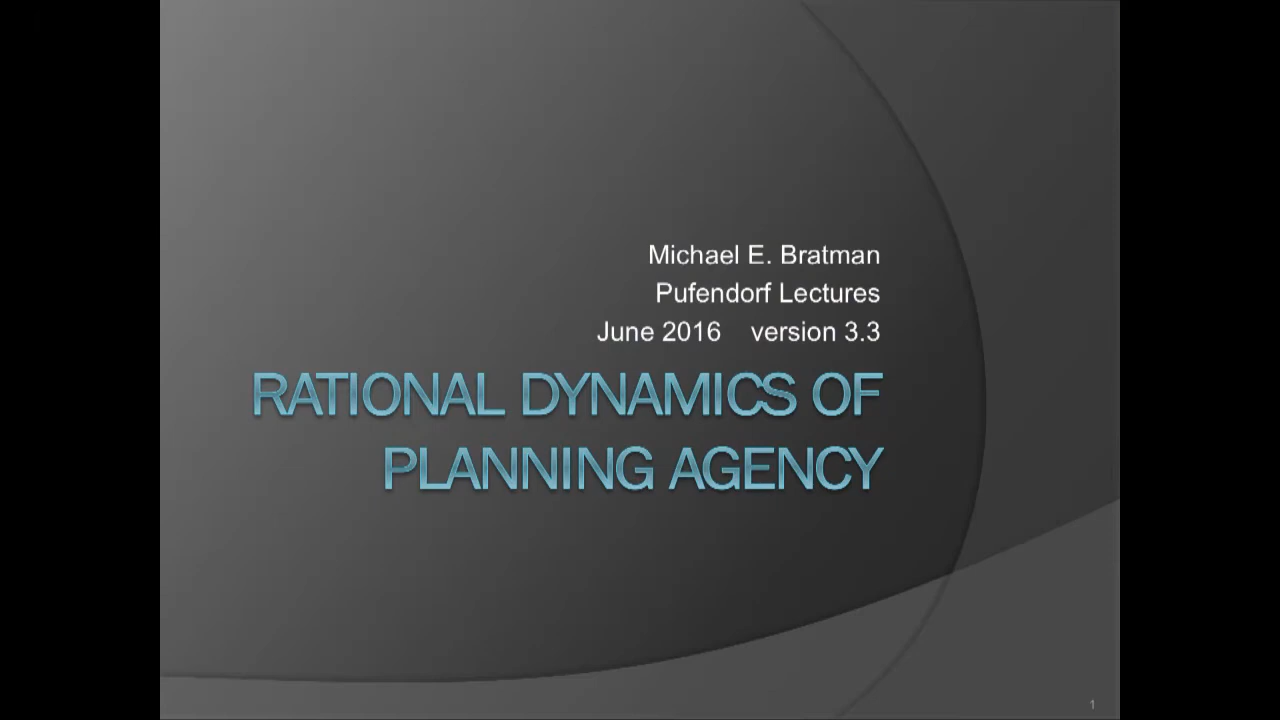 Michael E. Bratman
Pufendorf Lectures
June 2016 version 3.3
RATIONAL DYNAMICS OF
PLANNING AGENCY
1